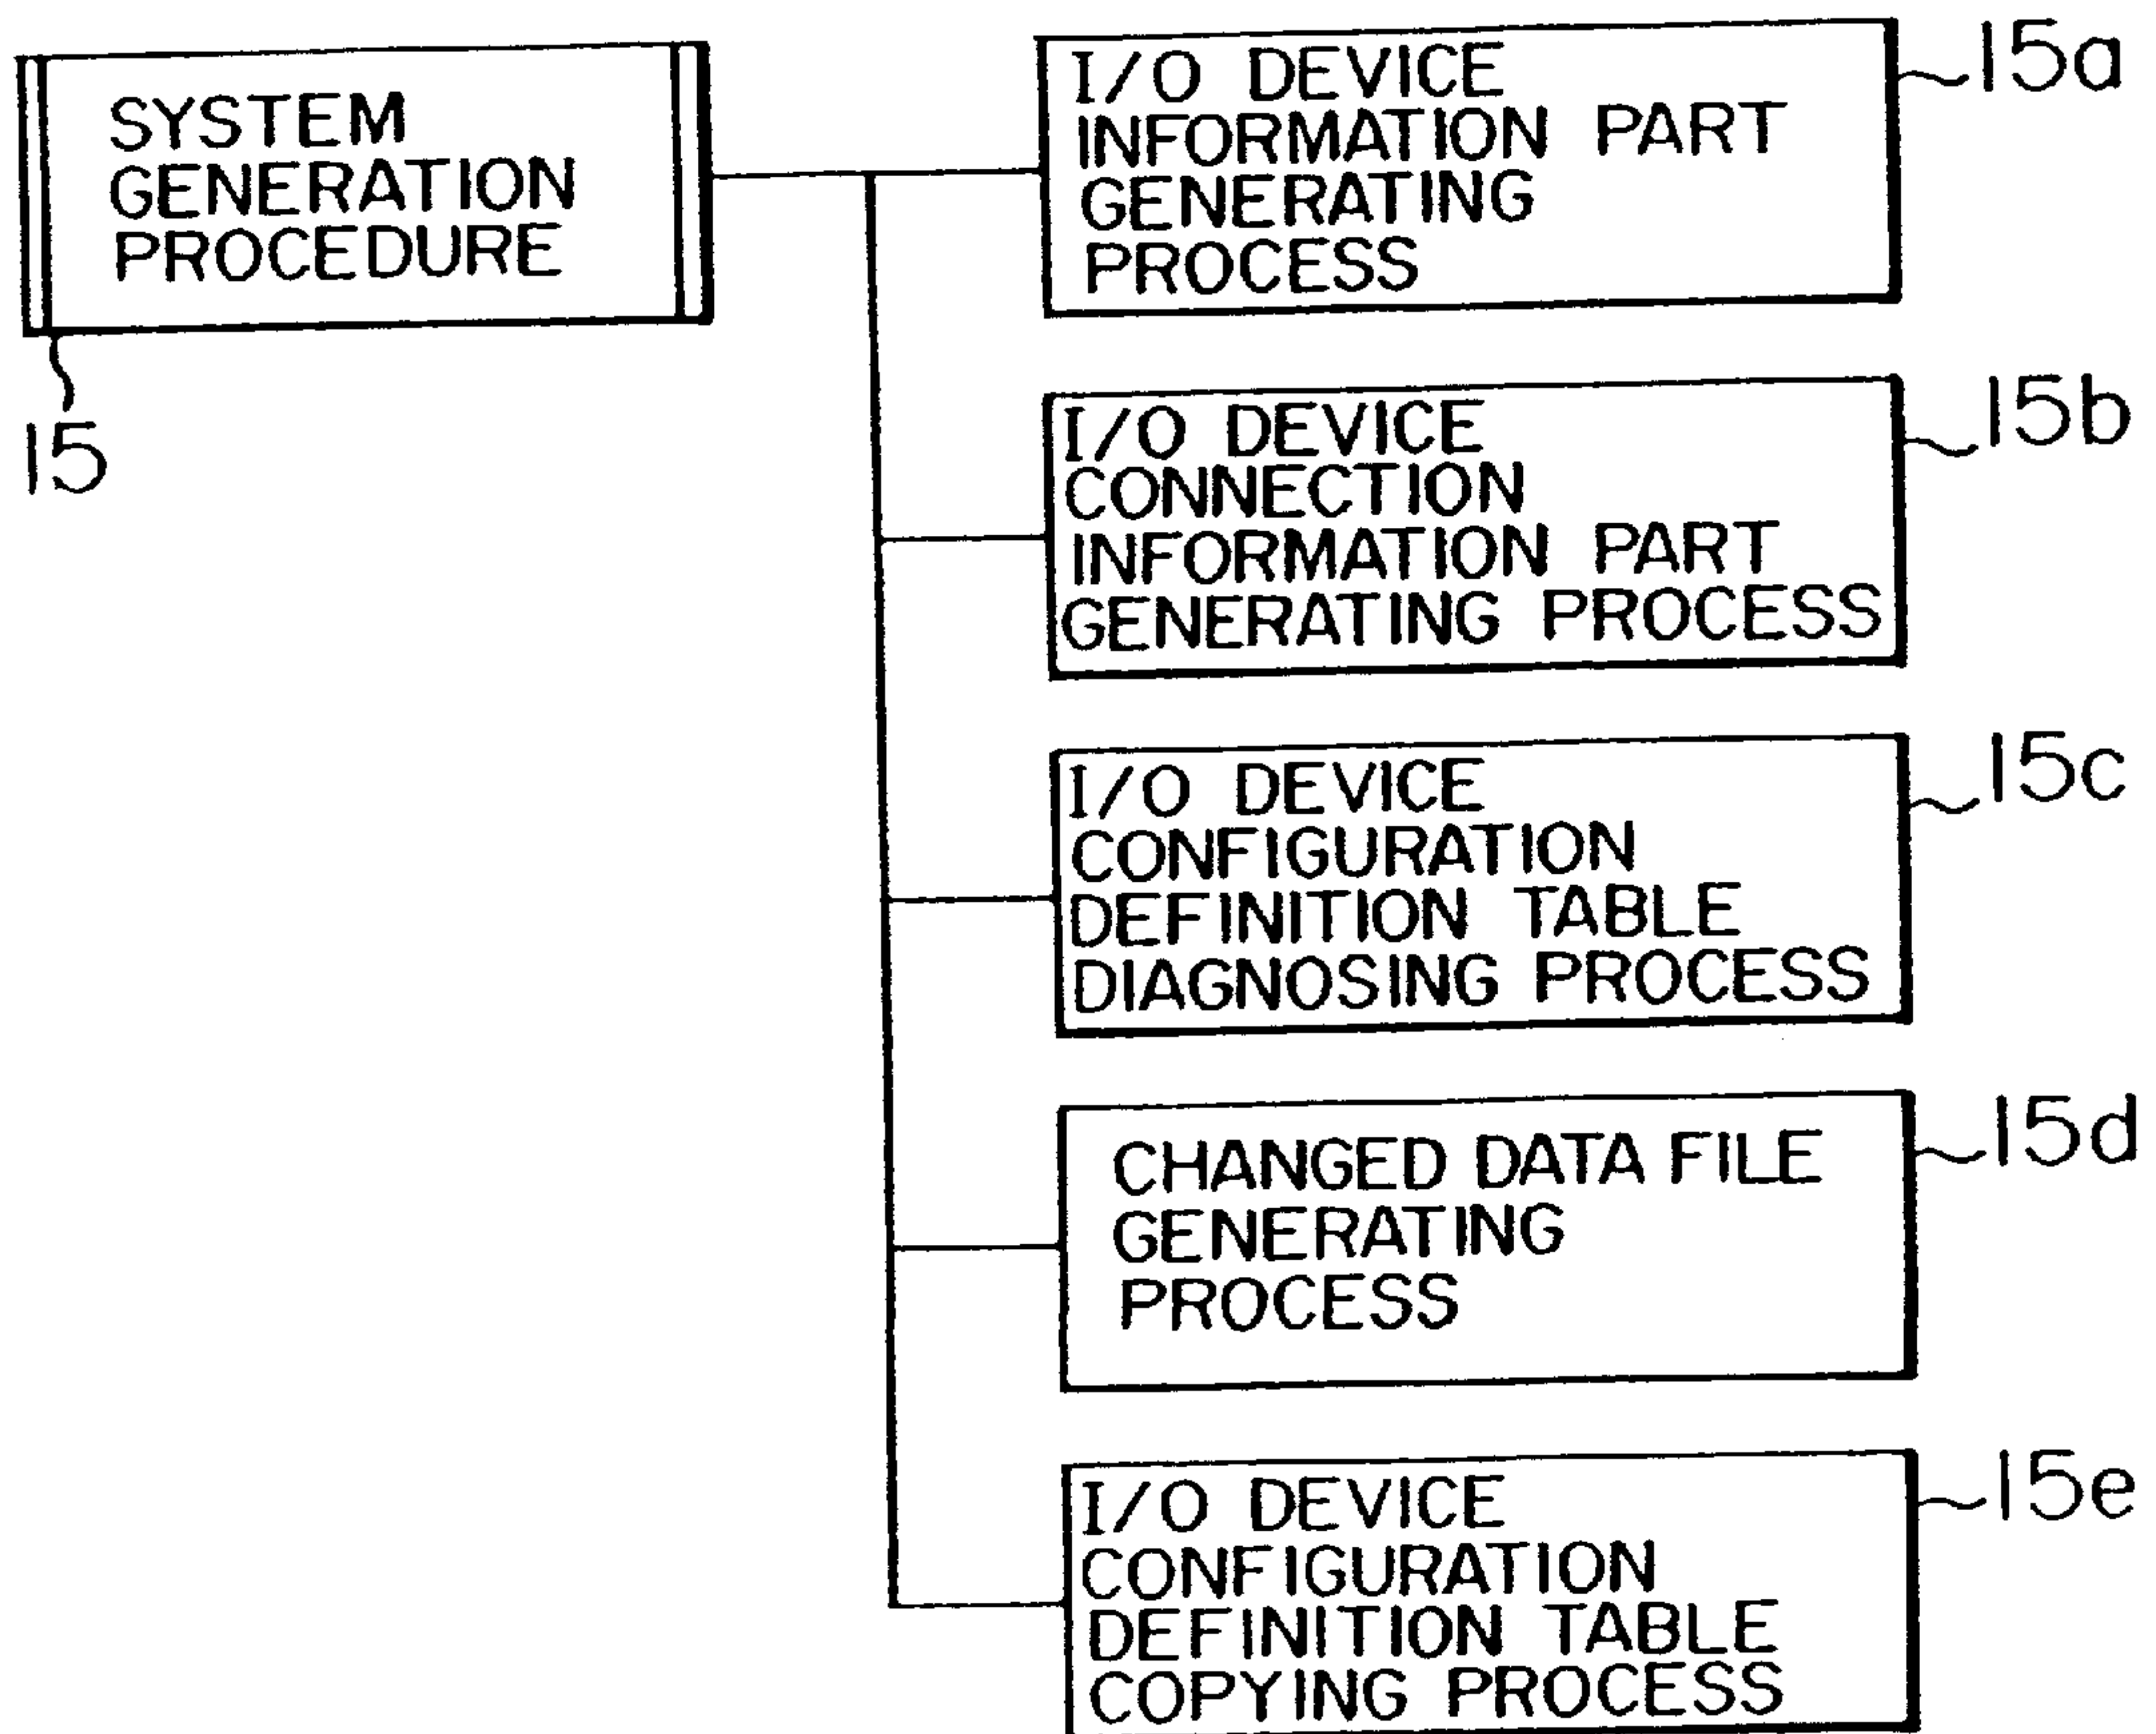 SYSTEM
GENERATION
PROCEDURE
15
I/O DEVICE
INFORMATION PART
GENERATING
PROCESS
15a
I/O DEVICE
CONNECTION
INFORMATION PART
GENERATING PROCESS
15b
I/O DEVICE
CONFIGURATION
DEFINITION TABLE
DIAGNOSING PROCESS
15c
CHANGED DATA FILE
GENERATING
PROCESS
15d
I/O DEVICE
CONFIGURATION
DEFINITION TABLE
COPYING PROCESS
15e